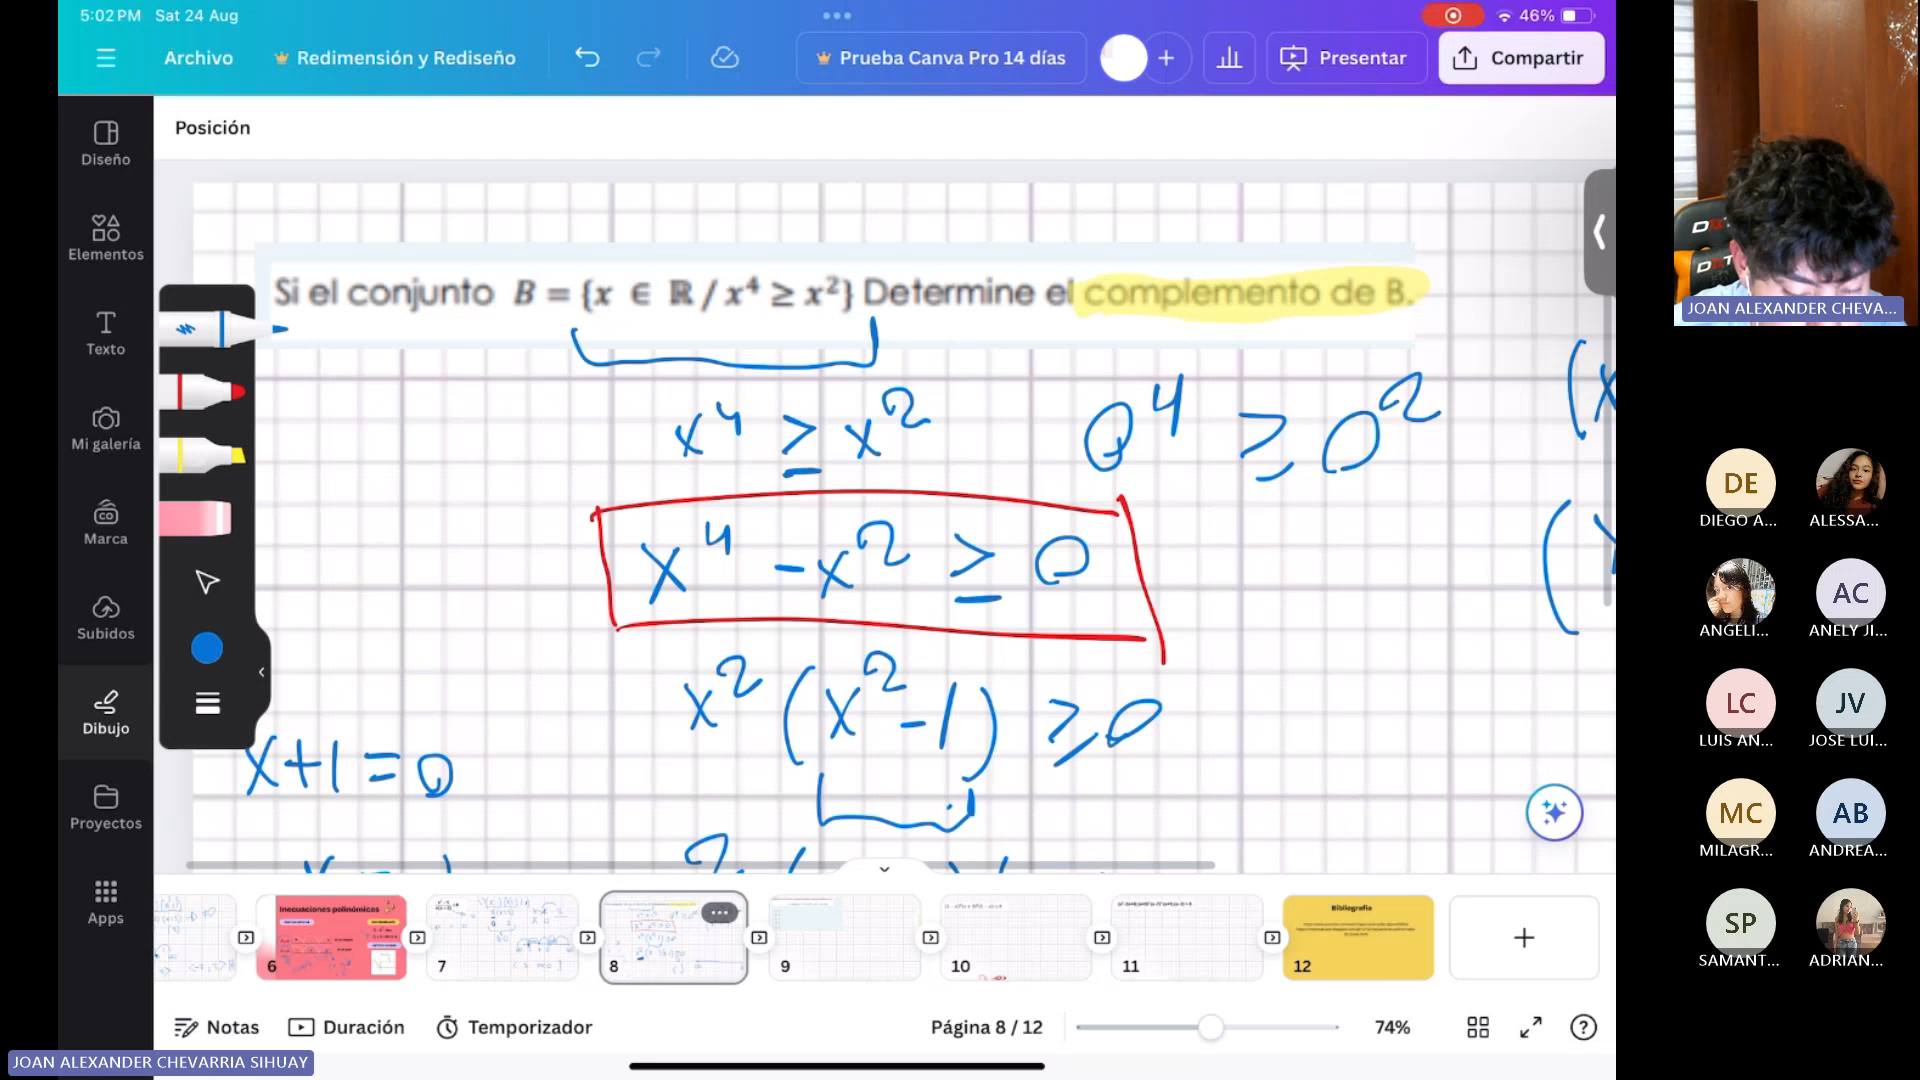 5:02 PM Sat 24 Aug
46%
Archivo
Redimensión y Rediseño
Prueba Canva Pro 14 días
Presentar
Compartir
Posición
Diseño
Elementos
Texto
Mi galería
Marca
Subidos
Dibujo
Proyectos
Apps
Si el conjunto B = {x ∈ ℝ / x⁴ ≥ x²} Determine el complemento de B.
x⁴ ≥ x²
0⁴ ≥ 0²
x⁴ - x² ≥ 0
x² (x² - 1) ≥ 0
x+1 = 0
6
Inecuaciones polinómicas
7
8
9
10
11
12
Bibliografía
Notas
Duración
Temporizador
Página 8 / 12
74%
JOAN ALEXANDER CHEVARRIA SIHUAY
JOAN ALEXANDER CHEVA...
DE
DIEGO A...
ALESSA...
ANGELI...
AC
ANELY JI...
LC
LUIS AN...
JV
JOSE LUI...
MC
MILAGR...
AB
ANDREA...
SP
SAMANT...
ADRIAN...